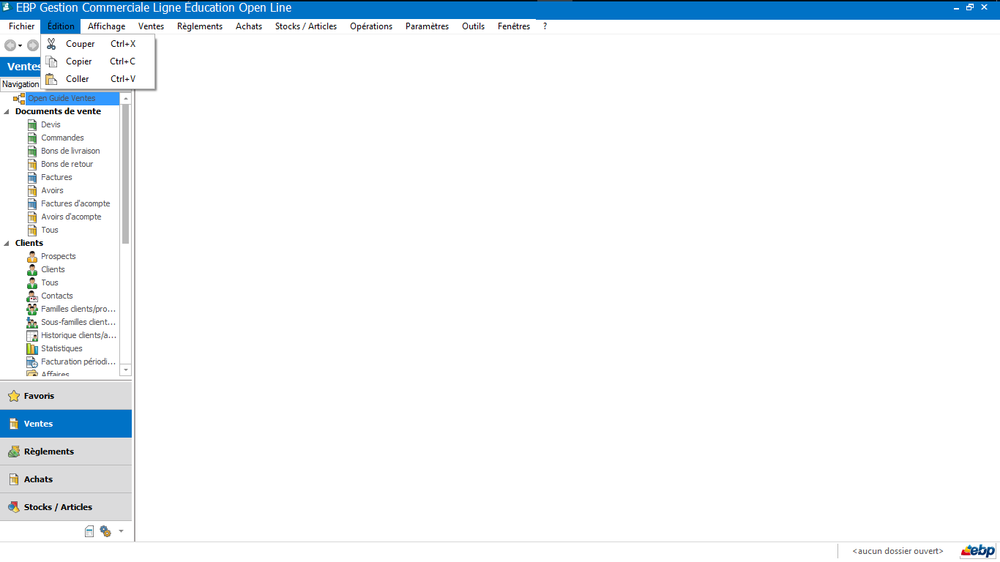 EBP Gestion Commerciale Ligne Éducation Open Line
Fichier Édition Affichage Ventes Règlements Achats Stocks / Articles Opérations Paramètres Outils Fenêtres ?
Couper Ctrl+X
Copier Ctrl+C
Coller Ctrl+V
Ventes
Navigation
Open Guide Ventes
Documents de vente
Devis
Commandes
Bons de livraison
Bons de retour
Factures
Avoirs
Factures d'acompte
Avoirs d'acompte
Tous
Clients
Prospects
Clients
Tous
Contacts
Familles clients/pro...
Sous-familles client...
Historique clients/a...
Statistiques
Facturation périodi...
Affaires
Favoris
Ventes
Règlements
Achats
Stocks / Articles
<aucun dossier ouvert>
ebp